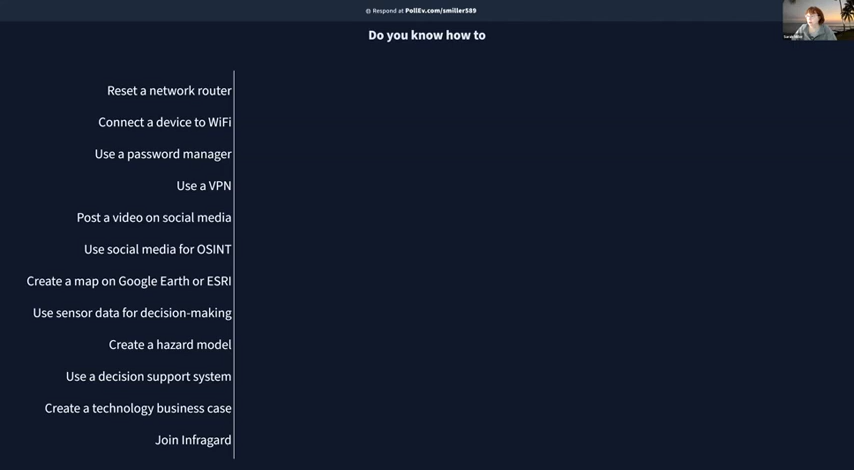 Respond at PollEv.com/smiller589
Do you know how to
Reset a network router
Connect a device to WiFi
Use a password manager
Use a VPN
Post a video on social media
Use social media for OSINT
Create a map on Google Earth or ESRI
Use sensor data for decision-making
Create a hazard model
Use a decision support system
Create a technology business case
Join Infragard